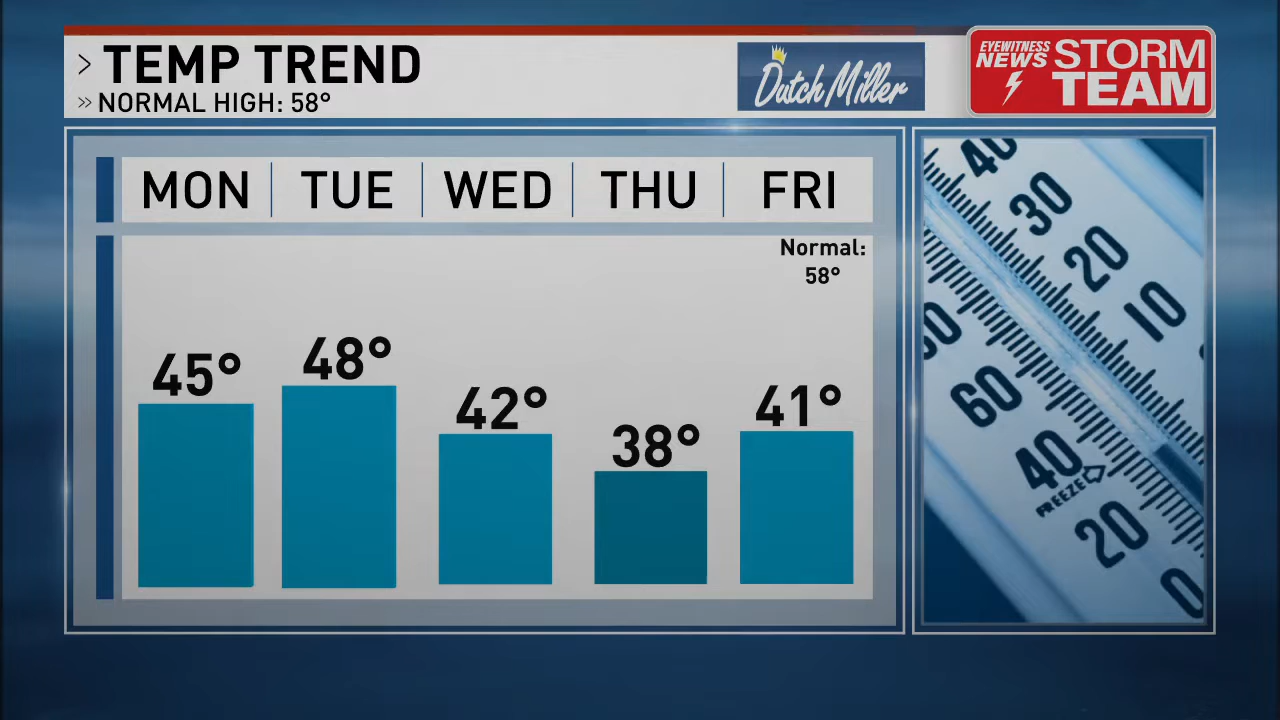 > TEMP TREND
» NORMAL HIGH: 58°
Dutch Miller
EYEWITNESS
NEWS
STORM
TEAM
MON TUE WED THU FRI
Normal:
58°
45° 48° 42° 38° 41°
40
30
20
10
60
40
FREEZE
20
0